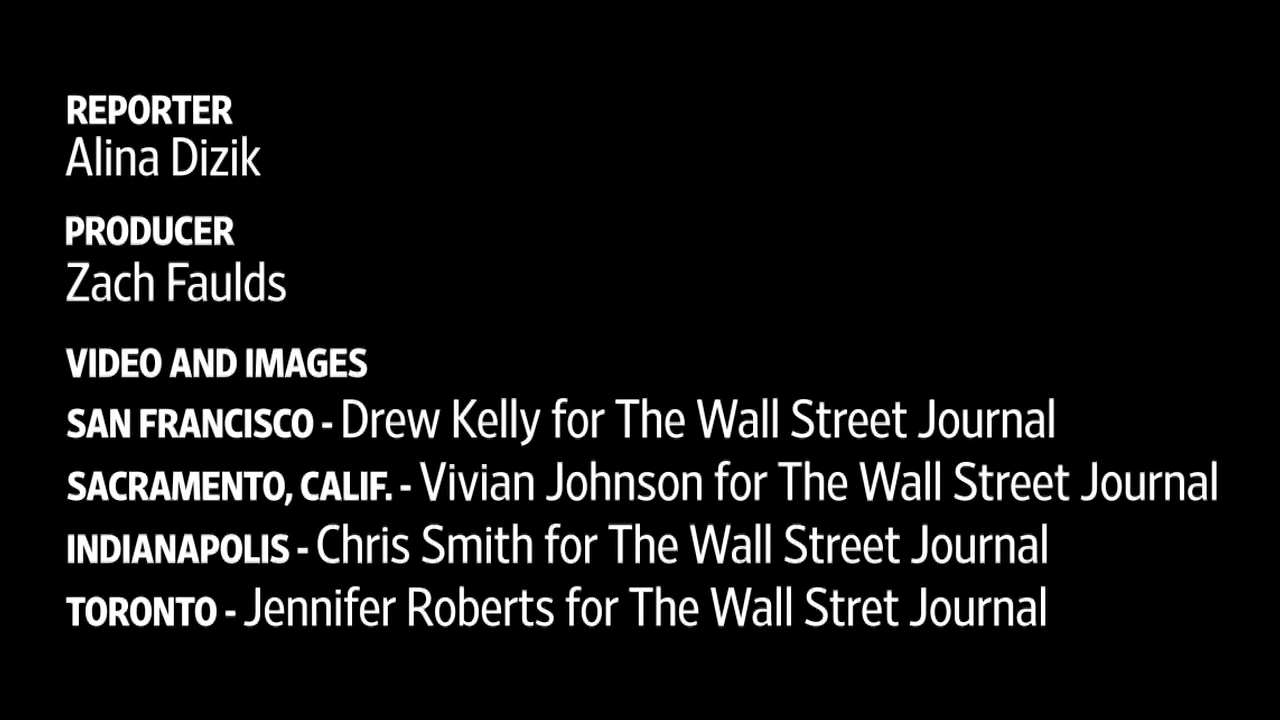 REPORTER
Alina Dizik
PRODUCER
Zach Faulds
VIDEO AND IMAGES
SAN FRANCISCO - Drew Kelly for The Wall Street Journal
SACRAMENTO, CALIF. - Vivian Johnson for The Wall Street Journal
INDIANAPOLIS - Chris Smith for The Wall Street Journal
TORONTO - Jennifer Roberts for The Wall Stret Journal